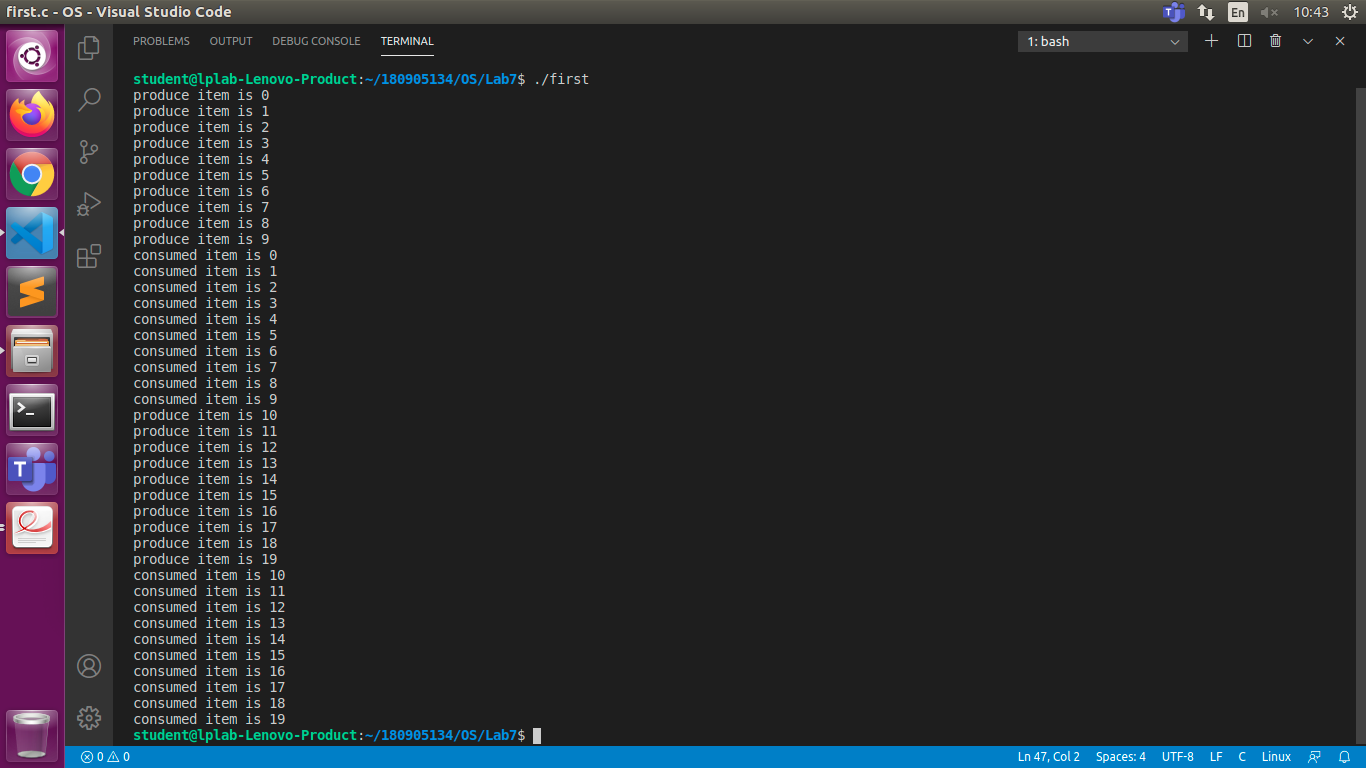 first.c - OS - Visual Studio Code
En
10:43
PROBLEMS OUTPUT DEBUG CONSOLE TERMINAL
1: bash
student@lplab-Lenovo-Product:~/180905134/OS/Lab7$ ./first
produce item is 0
produce item is 1
produce item is 2
produce item is 3
produce item is 4
produce item is 5
produce item is 6
produce item is 7
produce item is 8
produce item is 9
consumed item is 0
consumed item is 1
consumed item is 2
consumed item is 3
consumed item is 4
consumed item is 5
consumed item is 6
consumed item is 7
consumed item is 8
consumed item is 9
produce item is 10
produce item is 11
produce item is 12
produce item is 13
produce item is 14
produce item is 15
produce item is 16
produce item is 17
produce item is 18
produce item is 19
consumed item is 10
consumed item is 11
consumed item is 12
consumed item is 13
consumed item is 14
consumed item is 15
consumed item is 16
consumed item is 17
consumed item is 18
consumed item is 19
student@lplab-Lenovo-Product:~/180905134/OS/Lab7$
0 0
Ln 47, Col 2 Spaces: 4 UTF-8 LF C Linux